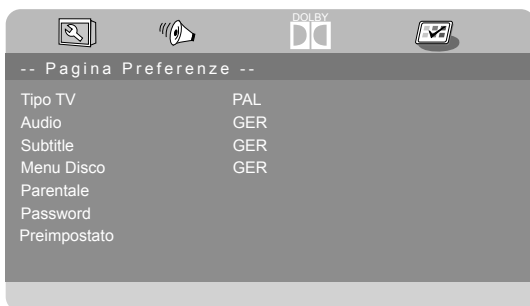 DOLBY
-- Pagina Preferenze --
Tipo TV PAL
Audio GER
Subtitle GER
Menu Disco GER
Parentale
Password
Preimpostato